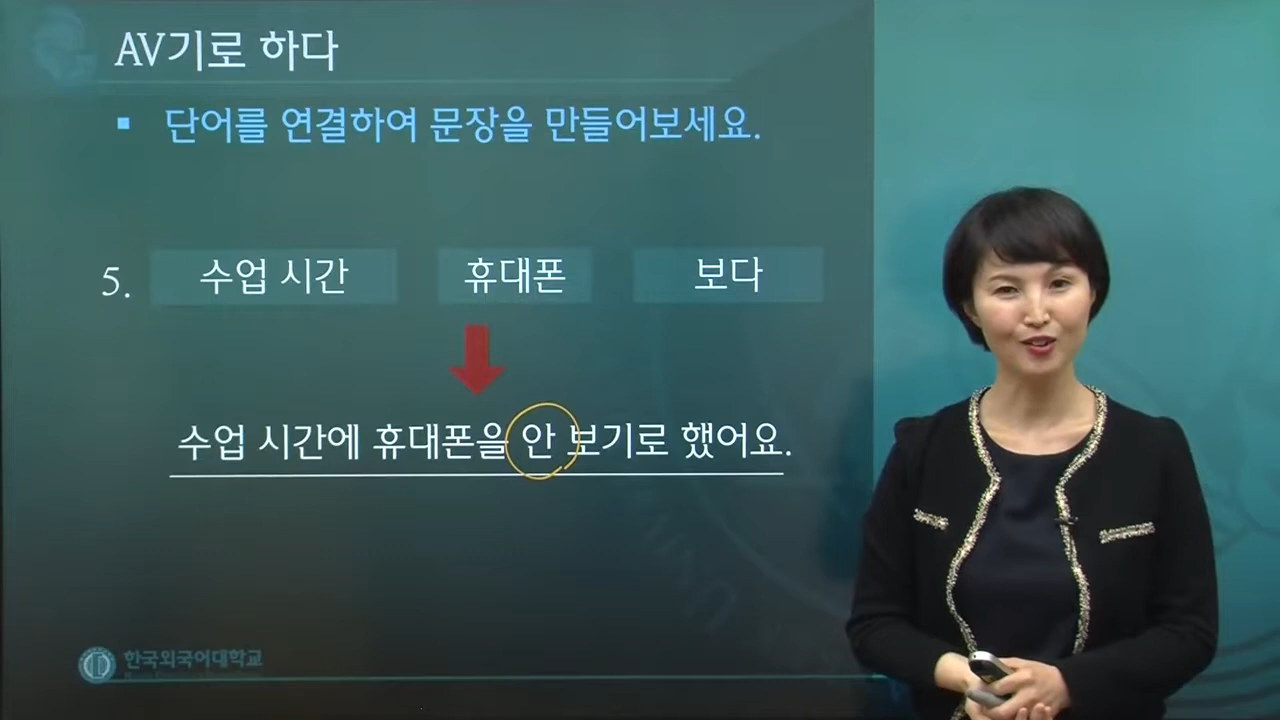 AV기로 하다
▪ 단어를 연결하여 문장을 만들어보세요.
5. 수업 시간 휴대폰 보다
수업 시간에 휴대폰을 안 보기로 했어요.
한국외국어대학교